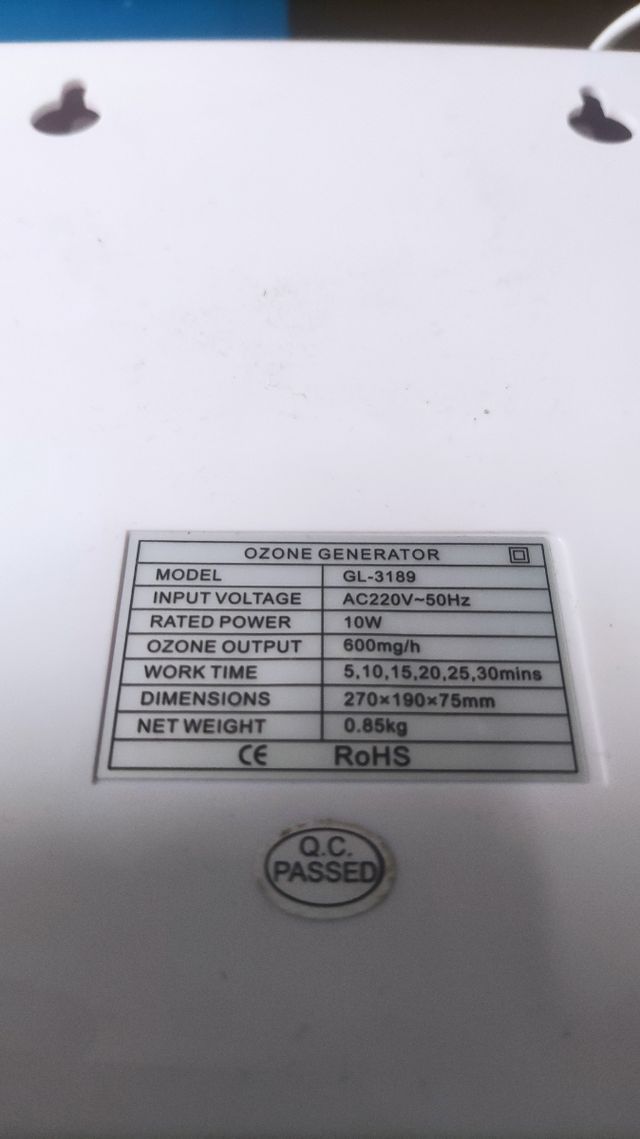 OZONE GENERATOR
MODEL GL-3189
INPUT VOLTAGE AC220V~50Hz
RATED POWER 10W
OZONE OUTPUT 600mg/h
WORK TIME 5,10,15,20,25,30mins
DIMENSIONS 270×190×75mm
NET WEIGHT 0.85kg
CE RoHS
Q.C.
PASSED